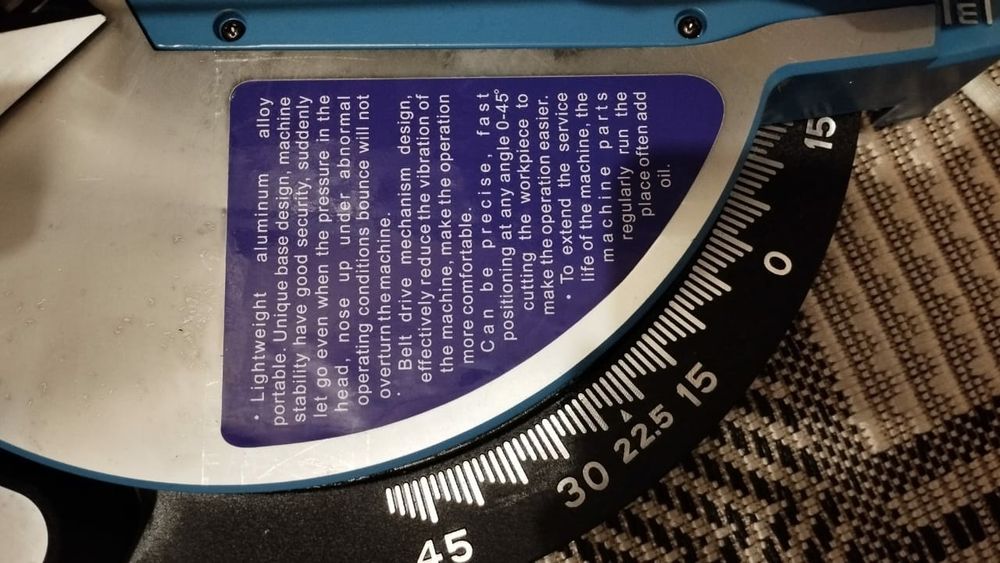 • Lightweight aluminum alloy
portable. Unique base design, machine
stability have good security, suddenly
let go even when the pressure in the
head, nose up under abnormal
operating conditions bounce will not
overturn the machine.
• Belt drive mechanism design,
effectively reduce the vibration of
the machine, make the operation
more comfortable.
Can be precise, fast
positioning at any angle 0-45°
cutting the workpiece to
make the operation easier.
• To extend the service
life of the machine, the
machine parts
regularly run the
place often add
oil.
45
30
22.5
15
0
15